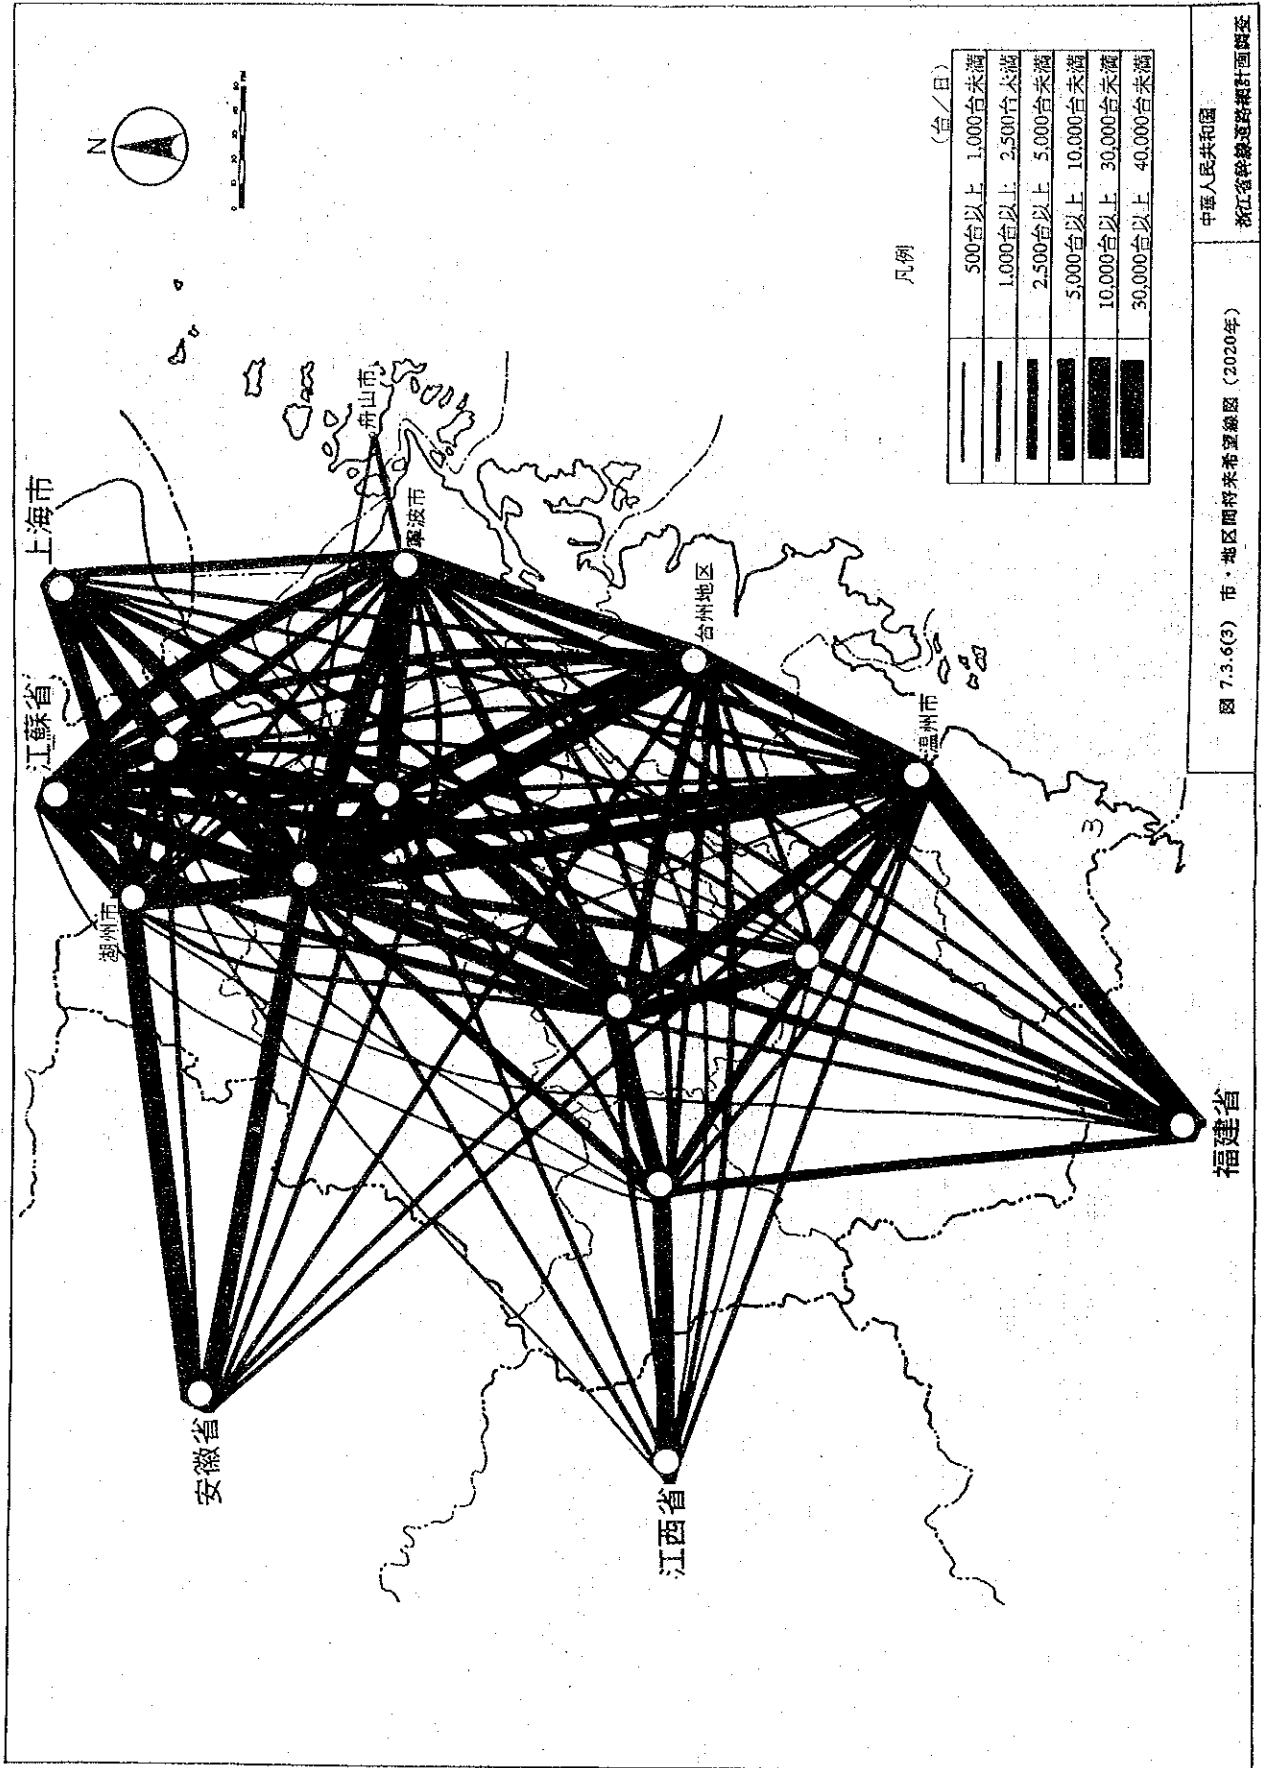 N
上海市
江蘇省
湖州市
舟山市
寧波市
台州地区
温州市
安徽省
江西省
福建省
凡例
(台/日)
500台以上 1,000台未満
1,000台以上 2,500台未満
2,500台以上 5,000台未満
5,000台以上 10,000台未満
10,000台以上 30,000台未満
30,000台以上 40,000台未満
図 7.3.6(3) 市・地区間将来希望線図 (2020年)
中華人民共和国
浙江省幹線道路網計画調査